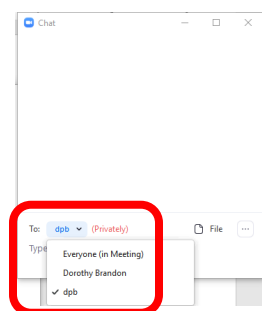 Chat
To: dpb (Privately) File ...
Type
Everyone (in Meeting)
Dorothy Brandon
✓ dpb